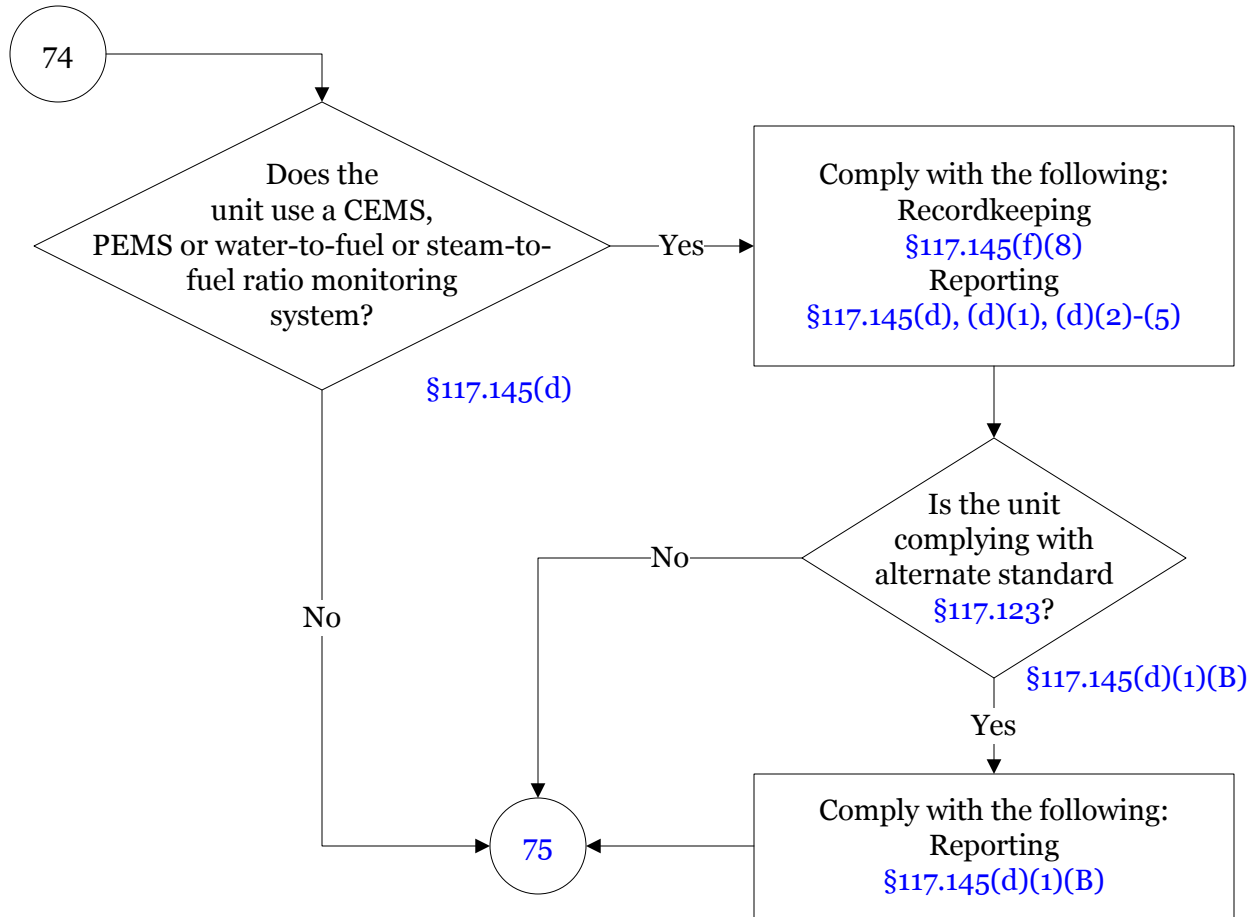 74
Does the
unit use a CEMS,
PEMS or water-to-fuel or steam-to-
fuel ratio monitoring
system?
§117.145(d)
Yes
Comply with the following:
Recordkeeping
§117.145(f)(8)
Reporting
§117.145(d), (d)(1), (d)(2)-(5)
Is the unit
complying with
alternate standard
§117.123?
§117.145(d)(1)(B)
No
No
Yes
Comply with the following:
Reporting
§117.145(d)(1)(B)
75